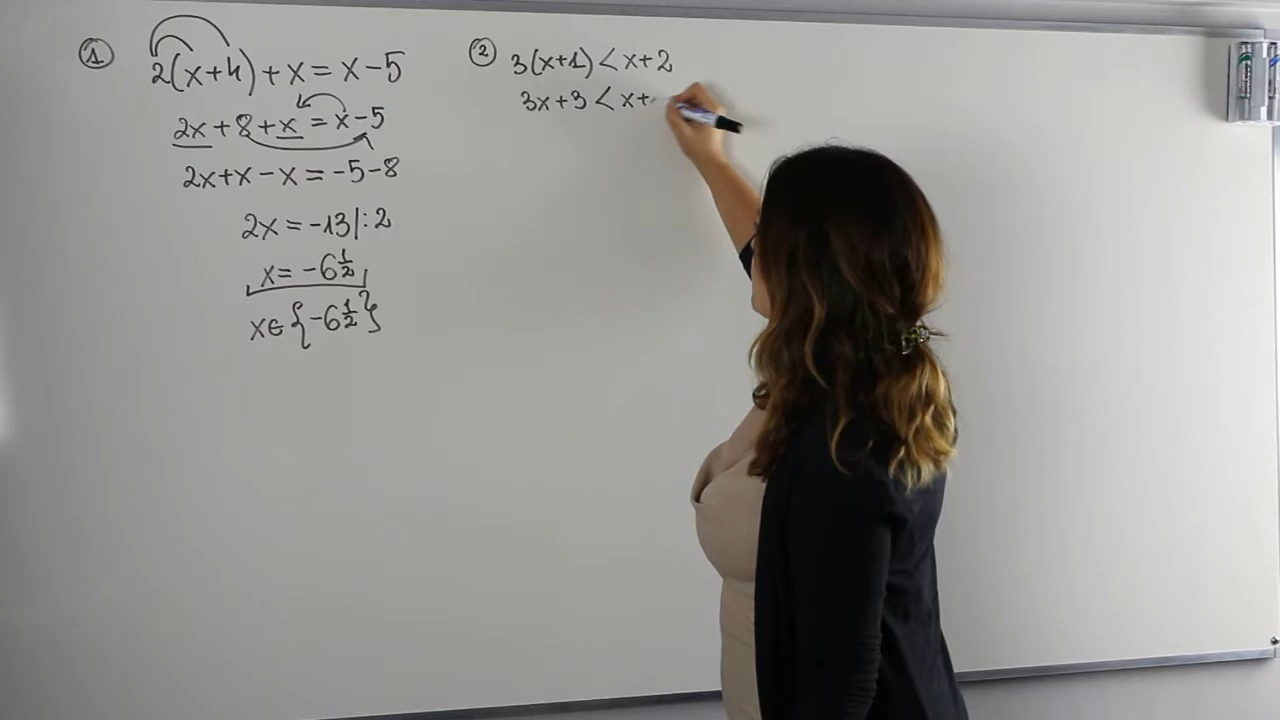 ① 2(x+4)+x=x-5
2x+8+x=x-5
2x+x-x=-5-8
2x=-13|:2
x=-6½
x∈{-6½}
② 3(x+1)<x+2
3x+3<x+